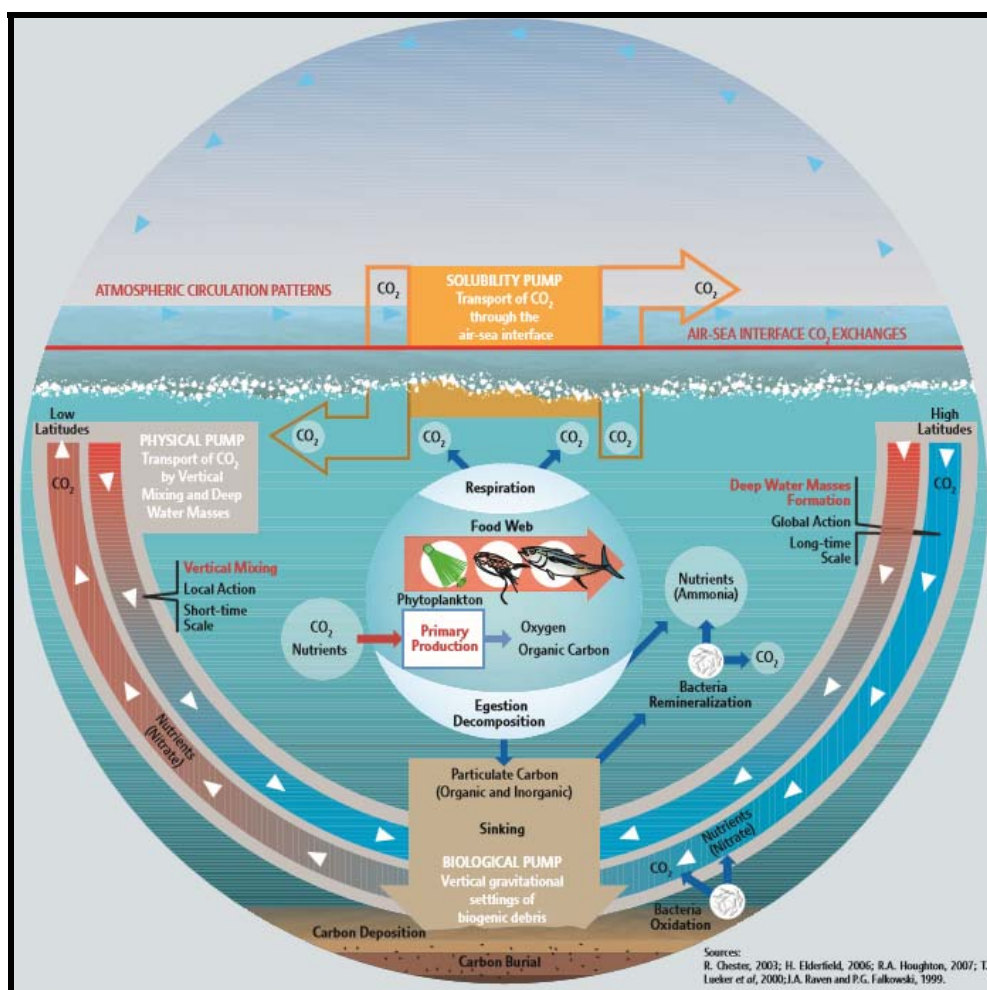 ATMOSPHERIC CIRCULATION PATTERNS
CO2
SOLUBILITY PUMP
Transport of CO2
through the
air-sea interface
CO2
AIR-SEA INTERFACE CO2 EXCHANGES
Low
Latitudes
High
Latitudes
PHYSICAL PUMP
Transport of CO2
by Vertical
Mixing and Deep
Water Masses
CO2
CO2
CO2
CO2
CO2
CO2
Respiration
Food Web
Phytoplankton
Primary
Production
Oxygen
Organic Carbon
CO2
Nutrients
Vertical Mixing
Local Action
Short-time
Scale
Deep Water Masses
Formation
Global Action
Long-time
Scale
Nutrients
(Ammonia)
CO2
Bacteria
Remineralization
Egestion
Decomposition
Particulate Carbon
(Organic and Inorganic)
Sinking
BIOLOGICAL PUMP
Vertical gravitational
settlings of
biogenic debris
Nutrients
(Nitrate)
Nutrients
(Nitrate)
CO2
Bacteria
Oxidation
Carbon Deposition
Carbon Burial
Sources:
R. Chester, 2003; H. Elderfield, 2006; R.A. Houghton, 2007; T.
Lueker et al, 2000; J.A. Raven and P.G. Falkowski, 1999.